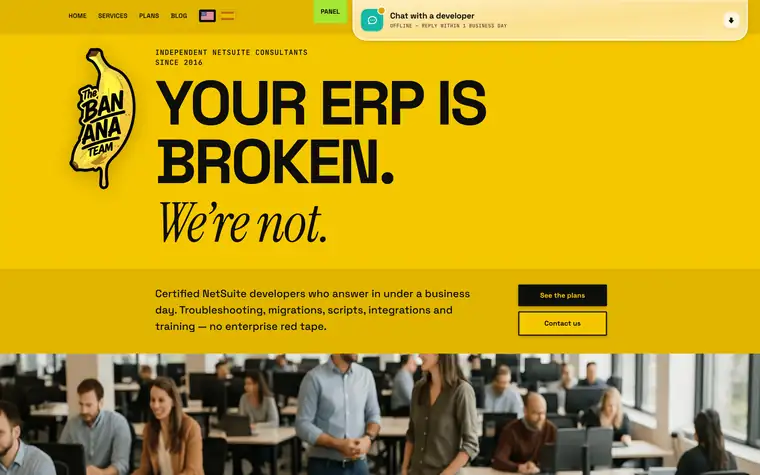 HOME
SERVICES
PLANS
BLOG
PANEL
Chat with a developer
OFFLINE — REPLY WITHIN 1 BUSINESS DAY
INDEPENDENT NETSUITE CONSULTANTS
SINCE 2016
The
BAN
ANA
TEAM
YOUR ERP IS
BROKEN.
We’re not.
Certified NetSuite developers who answer in under a business
day. Troubleshooting, migrations, scripts, integrations and
training — no enterprise red tape.
See the plans
Contact us